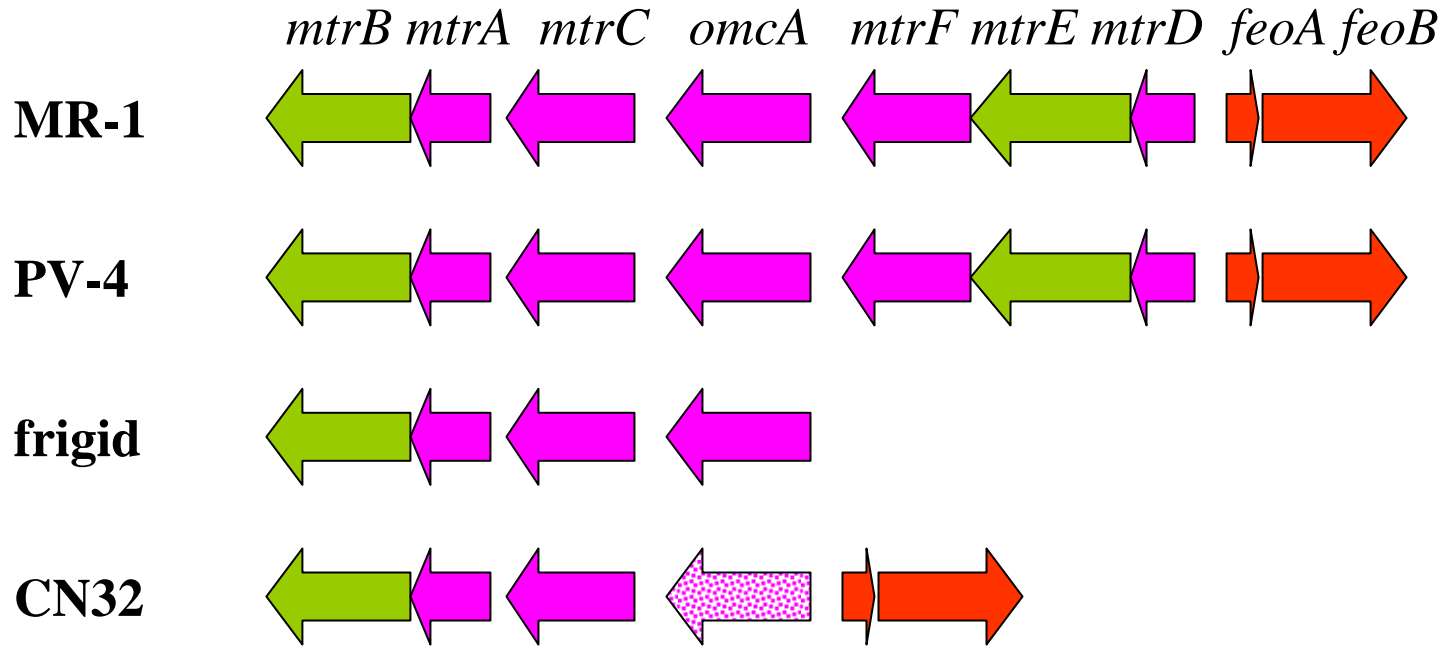 mtrB mtrA mtrC omcA mtrF mtrE mtrD feoA feoB
MR-1
PV-4
frigid
CN32